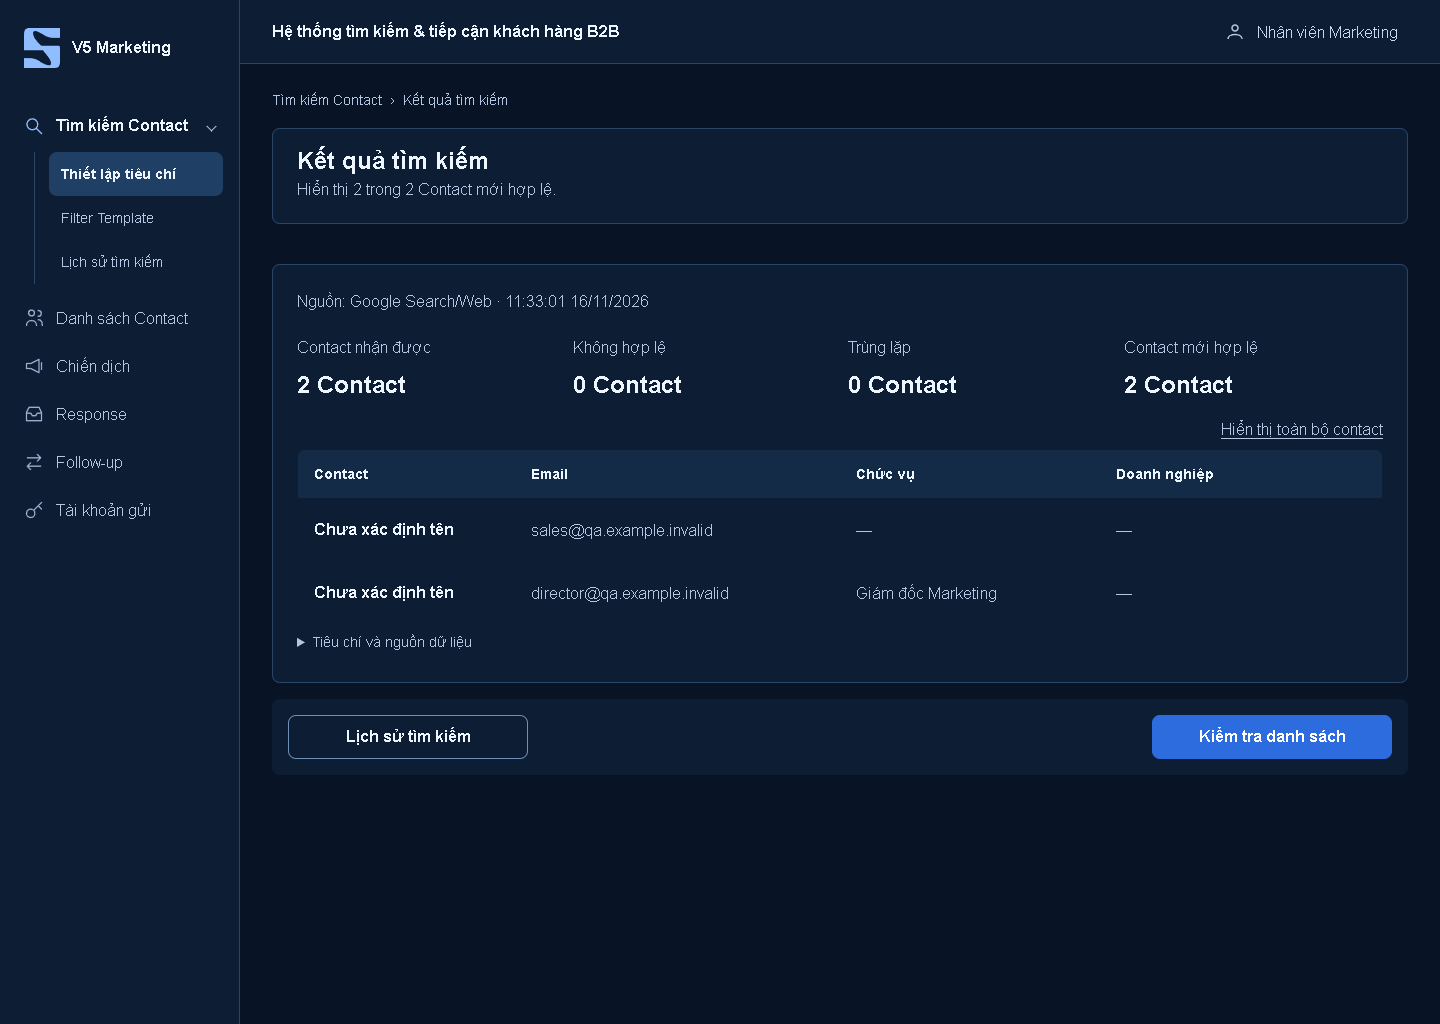 V5 Marketing
Hệ thống tìm kiếm & tiếp cận khách hàng B2B
Nhân viên Marketing
Tìm kiếm Contact
Thiết lập tiêu chí
Filter Template
Lịch sử tìm kiếm
Danh sách Contact
Chiến dịch
Response
Follow-up
Tài khoản gửi
Tìm kiếm Contact › Kết quả tìm kiếm
Kết quả tìm kiếm
Hiển thị 2 trong 2 Contact mới hợp lệ.
Nguồn: Google Search/Web · 11:33:01 16/11/2026
Contact nhận được Không hợp lệ Trùng lặp Contact mới hợp lệ
2 Contact 0 Contact 0 Contact 2 Contact
Hiển thị toàn bộ contact
Contact Email Chức vụ Doanh nghiệp
Chưa xác định tên sales@qa.example.invalid — —
Chưa xác định tên director@qa.example.invalid Giám đốc Marketing —
Tiêu chí và nguồn dữ liệu
Lịch sử tìm kiếm Kiểm tra danh sách